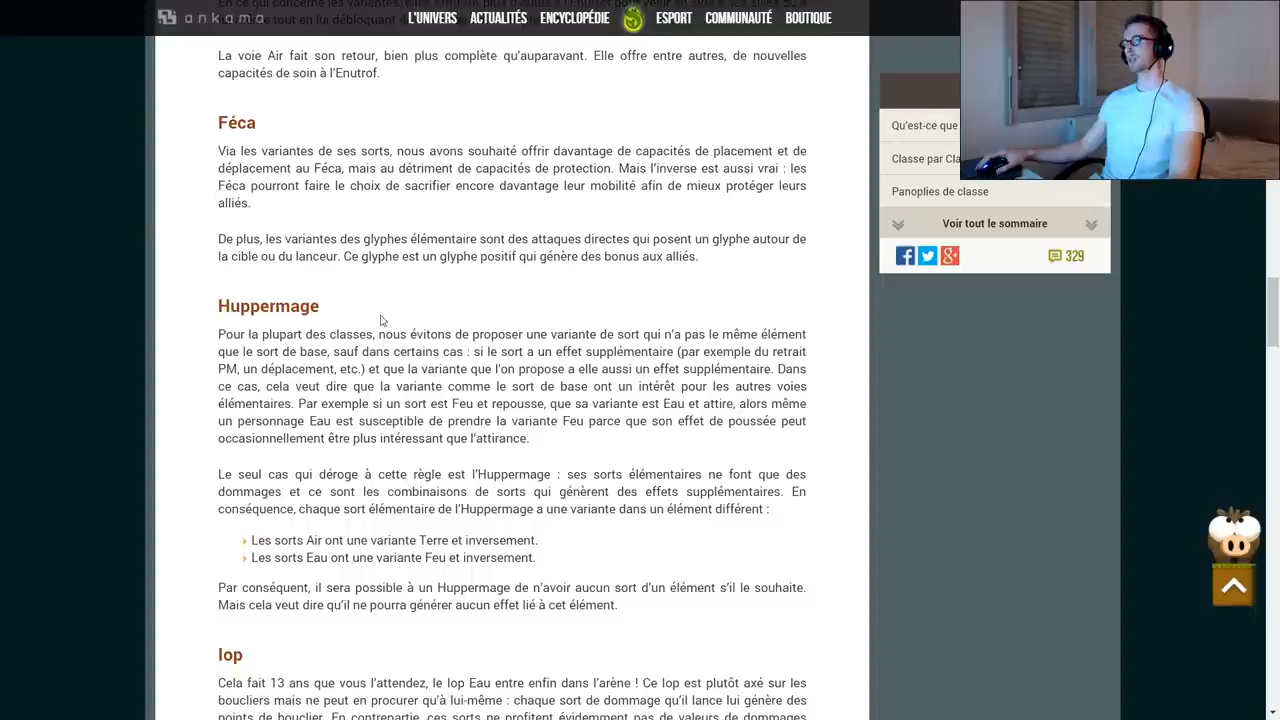 ankama
L'UNIVERS ACTUALITÉS ENCYCLOPÉDIE ESPORT COMMUNAUTÉ BOUTIQUE
La voie Air fait son retour, bien plus complète qu'auparavant. Elle offre entre autres, de nouvelles
capacités de soin à l'Enutrof.
Féca
Via les variantes de ses sorts, nous avons souhaité offrir davantage de capacités de placement et de
déplacement au Féca, mais au détriment de capacités de protection. Mais l'inverse est aussi vrai : les
Féca pourront faire le choix de sacrifier encore davantage leur mobilité afin de mieux protéger leurs
alliés.
De plus, les variantes des glyphes élémentaire sont des attaques directes qui posent un glyphe autour de
la cible ou du lanceur. Ce glyphe est un glyphe positif qui génère des bonus aux alliés.
Huppermage
Pour la plupart des classes, nous évitons de proposer une variante de sort qui n'a pas le même élément
que le sort de base, sauf dans certains cas : si le sort a un effet supplémentaire (par exemple du retrait
PM, un déplacement, etc.) et que la variante que l'on propose a elle aussi un effet supplémentaire. Dans
ce cas, cela veut dire que la variante comme le sort de base ont un intérêt pour les autres voies
élémentaires. Par exemple si un sort est Feu et repousse, que sa variante est Eau et attire, alors même
un personnage Eau est susceptible de prendre la variante Feu parce que son effet de poussée peut
occasionnellement être plus intéressant que l'attirance.
Le seul cas qui déroge à cette règle est l'Huppermage : ses sorts élémentaires ne font que des
dommages et ce sont les combinaisons de sorts qui génèrent des effets supplémentaires. En
conséquence, chaque sort élémentaire de l'Huppermage a une variante dans un élément différent :
› Les sorts Air ont une variante Terre et inversement.
› Les sorts Eau ont une variante Feu et inversement.
Par conséquent, il sera possible à un Huppermage de n'avoir aucun sort d'un élément s'il le souhaite.
Mais cela veut dire qu'il ne pourra générer aucun effet lié à cet élément.
Iop
Cela fait 13 ans que vous l'attendez, le Iop Eau entre enfin dans l'arène ! Ce Iop est plutôt axé sur les
boucliers mais ne peut en procurer qu'à lui-même : chaque sort de dommage qu'il lance lui génère des
points de bouclier. En contrepartie, ces sorts ne profitent évidemment pas de valeurs de dommages
Qu'est-ce que
Classe par Cla
Panoplies de classe
Voir tout le sommaire
329